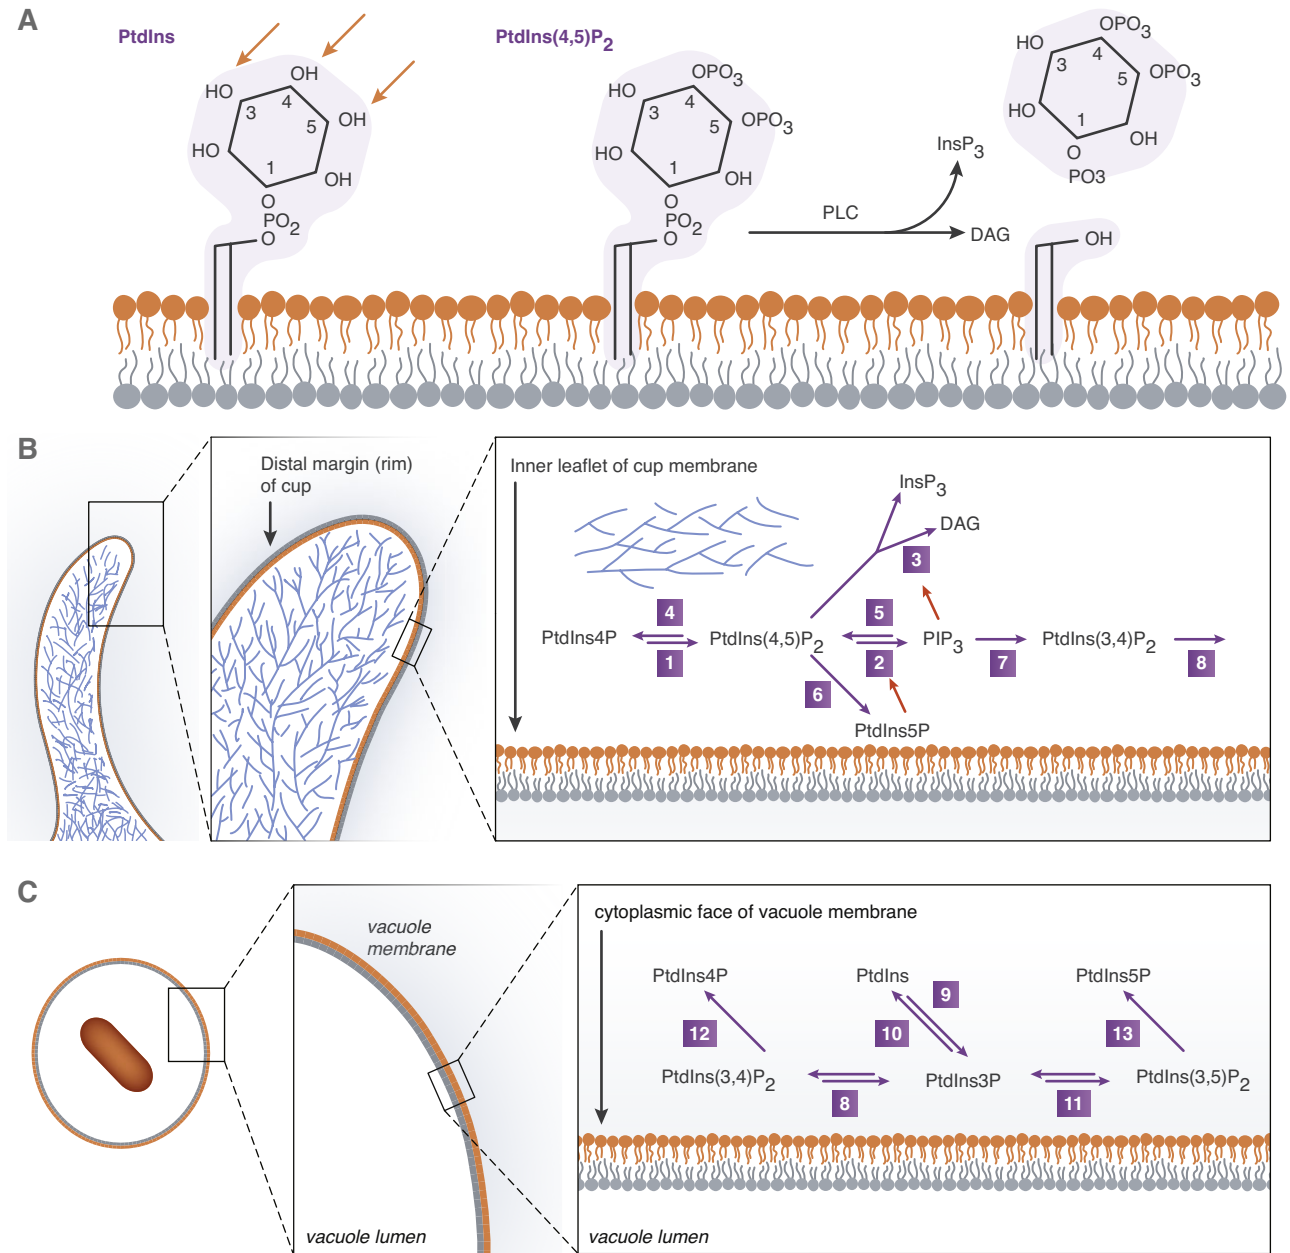 A
PtdIns
OH
HO
3
4
5
OH
HO
1
OH
O
PO2
O
PtdIns(4,5)P2
OPO3
HO
3
4
5
OPO3
HO
1
OH
O
PO2
O
PLC
InsP3
DAG
OPO3
HO
3
4
5
OPO3
HO
1
OH
O
PO3
OH
B
Distal margin (rim)
of cup
Inner leaflet of cup membrane
InsP3
DAG
3
4
5
PtdIns4P
PtdIns(4,5)P2
PIP3
PtdIns(3,4)P2
1
2
7
8
6
PtdIns5P
C
vacuole
membrane
vacuole lumen
cytoplasmic face of vacuole membrane
PtdIns4P
PtdIns
PtdIns5P
9
12
10
13
PtdIns(3,4)P2
PtdIns3P
PtdIns(3,5)P2
8
11
vacuole lumen